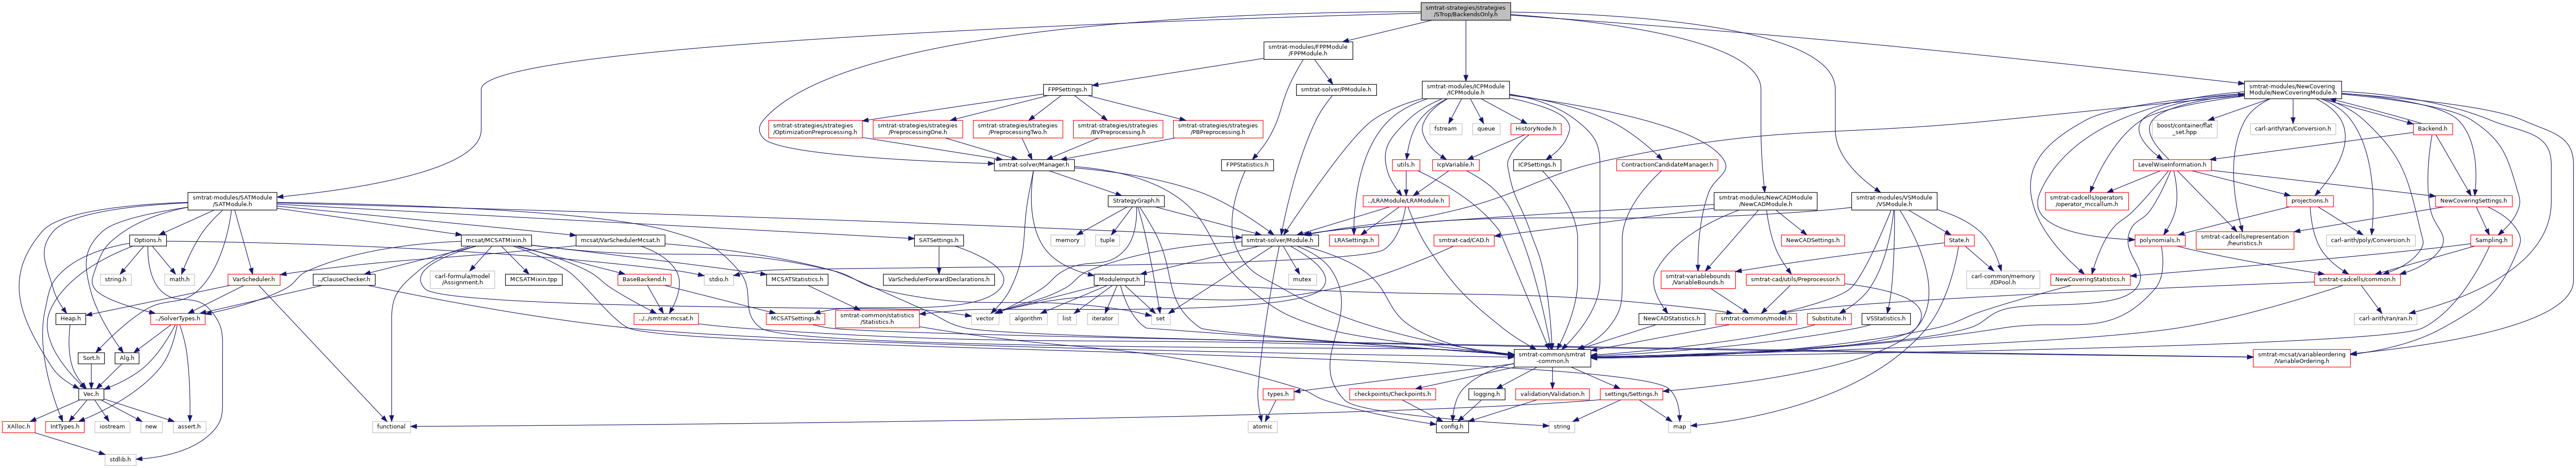 smtrat-strategies/strategies
/STrop/BackendsOnly.h
smtrat-modules/FPPModule
/FPPModule.h
FPPSettings.h
smtrat-solver/PModule.h
smtrat-modules/ICPModule
/ICPModule.h
smtrat-modules/NewCovering
Module/NewCoveringModule.h
smtrat-strategies/strategies
/OptimizationPreprocessing.h
smtrat-strategies/strategies
/PreprocessingOne.h
smtrat-strategies/strategies
/PreprocessingTwo.h
smtrat-strategies/strategies
/BVPreprocessing.h
smtrat-strategies/strategies
/PBPreprocessing.h
fstream
queue
HistoryNode.h
boost/container/flat
_set.hpp
carl-arith/ran/Conversion.h
Backend.h
smtrat-solver/Manager.h
FPPStatistics.h
utils.h
IcpVariable.h
ICPSettings.h
ContractionCandidateManager.h
LevelWiseInformation.h
smtrat-modules/SATModule
/SATModule.h
StrategyGraph.h
../LRAModule/LRAModule.h
smtrat-modules/NewCADModule
/NewCADModule.h
smtrat-modules/VSModule
/VSModule.h
smtrat-cadcells/operators
/operator_mccallum.h
projections.h
NewCoveringSettings.h
Options.h
mcsat/MCSATMixin.h
mcsat/VarSchedulerMcsat.h
SATSettings.h
memory
tuple
smtrat-solver/Module.h
LRASettings.h
smtrat-cad/CAD.h
NewCADSettings.h
State.h
polynomials.h
smtrat-cadcells/representation
/heuristics.h
carl-arith/poly/Conversion.h
Sampling.h
string.h
math.h
VarScheduler.h
../ClauseChecker.h
carl-formula/model
/Assignment.h
MCSATMixin.tpp
BaseBackend.h
stdio.h
MCSATStatistics.h
VarSchedulerForwardDeclarations.h
ModuleInput.h
mutex
smtrat-variablebounds
/VariableBounds.h
smtrat-cad/utils/Preprocessor.h
carl-common/memory
/IDPool.h
NewCoveringStatistics.h
smtrat-cadcells/common.h
Heap.h
../SolverTypes.h
../../smtrat-mcsat.h
MCSATSettings.h
smtrat-common/statistics
/Statistics.h
vector
algorithm
list
iterator
set
NewCADStatistics.h
smtrat-common/model.h
Substitute.h
VSStatistics.h
carl-arith/ran/ran.h
Sort.h
Alg.h
smtrat-common/smtrat
-common.h
smtrat-mcsat/variableordering
/VariableOrdering.h
Vec.h
types.h
checkpoints/Checkpoints.h
logging.h
validation/Validation.h
settings/Settings.h
XAlloc.h
IntTypes.h
iostream
new
assert.h
functional
atomic
config.h
string
map
stdlib.h